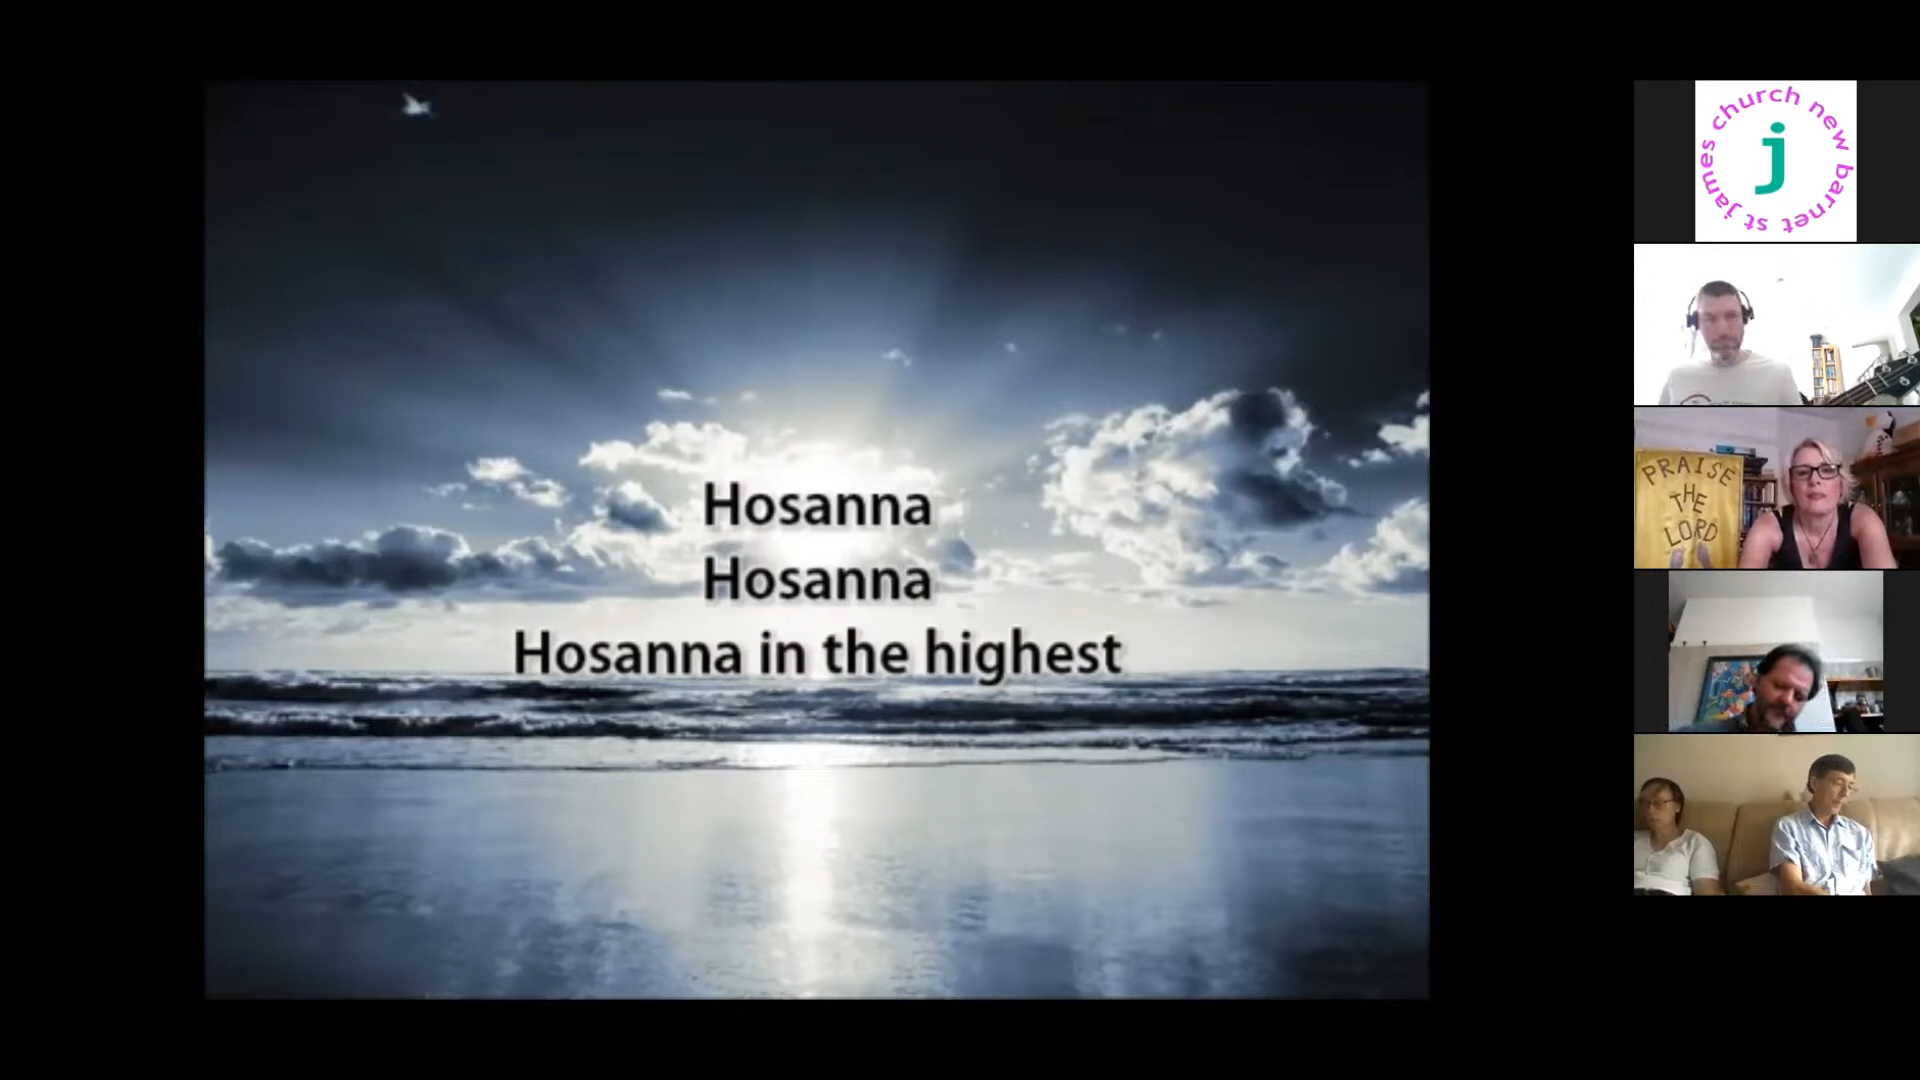 Hosanna
Hosanna
Hosanna in the highest
st james church new barnet
j
PRAISE
THE
LORD